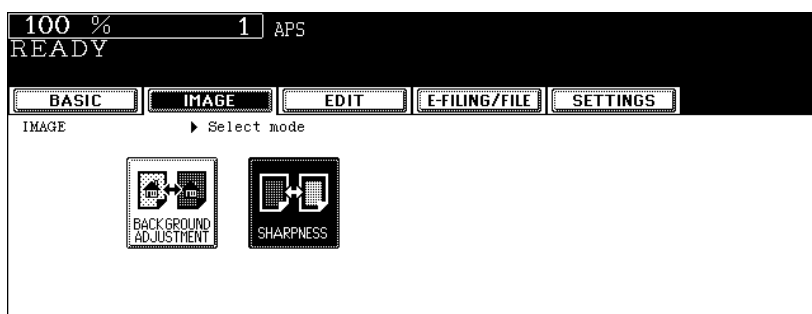 100 % 1 APS
READY
BASIC IMAGE EDIT E-FILING/FILE SETTINGS
IMAGE Select mode
BACKGROUND
ADJUSTMENT
SHARPNESS